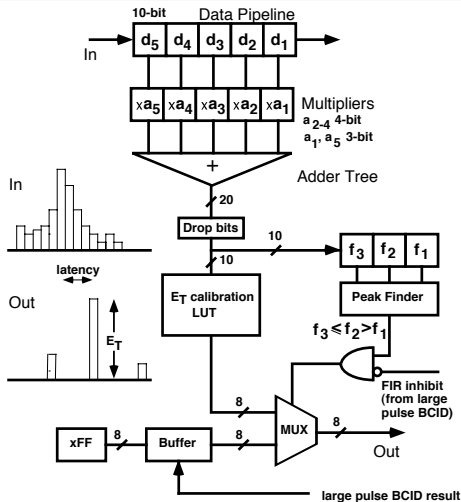 10-bit Data Pipeline
In
d5 d4 d3 d2 d1
xa5 xa4 xa3 xa2 xa1
Multipliers
a2-4 4-bit
a1, a5 3-bit
+
Adder Tree
20
Drop bits
10
10
f3 f2 f1
Peak Finder
f3 ≤ f2 > f1
In
latency
Out
ET
ET calibration
LUT
FIR inhibit
(from large
pulse BCID)
8
MUX
8
Out
xFF
8
Buffer
8
large pulse BCID result